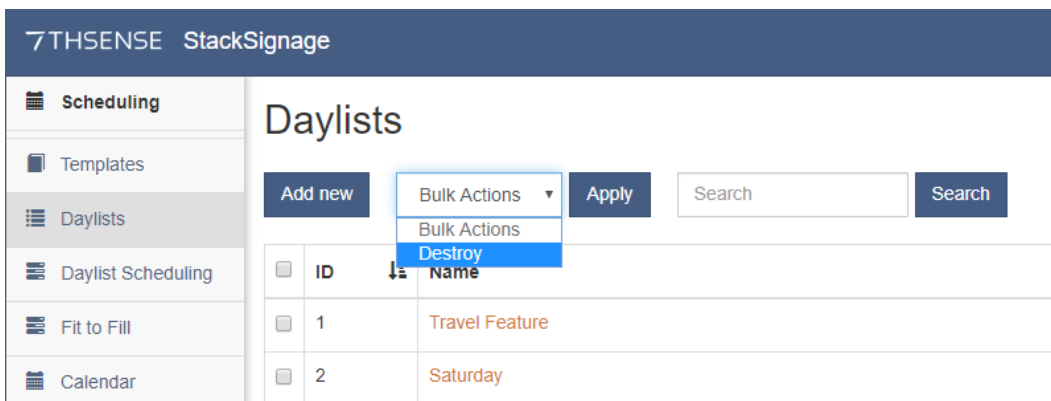 7THSENSE StackSignage
Scheduling
Templates
Daylists
Daylist Scheduling
Fit to Fill
Calendar
Daylists
Add new
Bulk Actions
Apply
Search
Search
Bulk Actions
Destroy
ID
Name
1
Travel Feature
2
Saturday